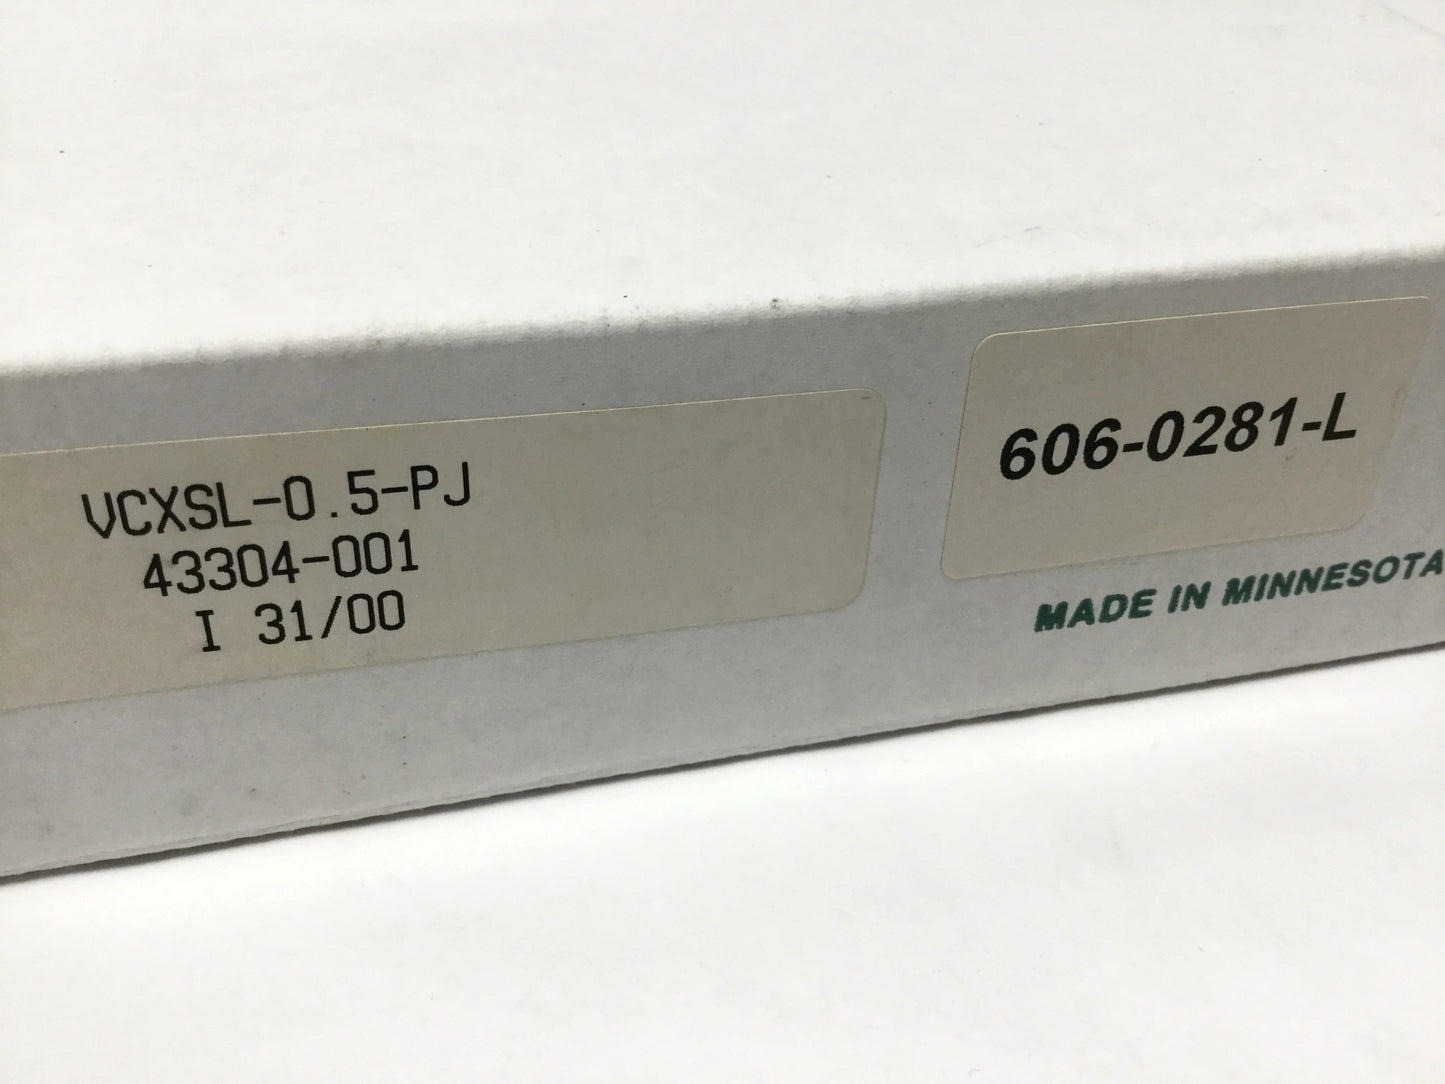 VCXSL-0.5-PJ
43304-001
I 31/00
606-0281-L
MADE IN MINNESOTA